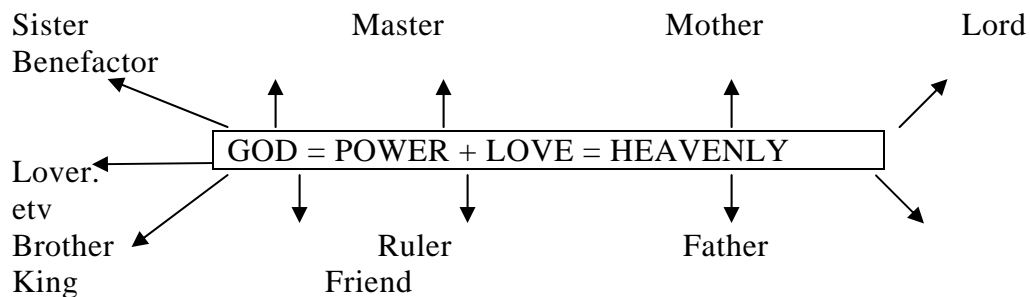 Sister Master Mother Lord
Benefactor
GOD = POWER + LOVE = HEAVENLY
Lover.
etv
Brother Ruler Father
King Friend